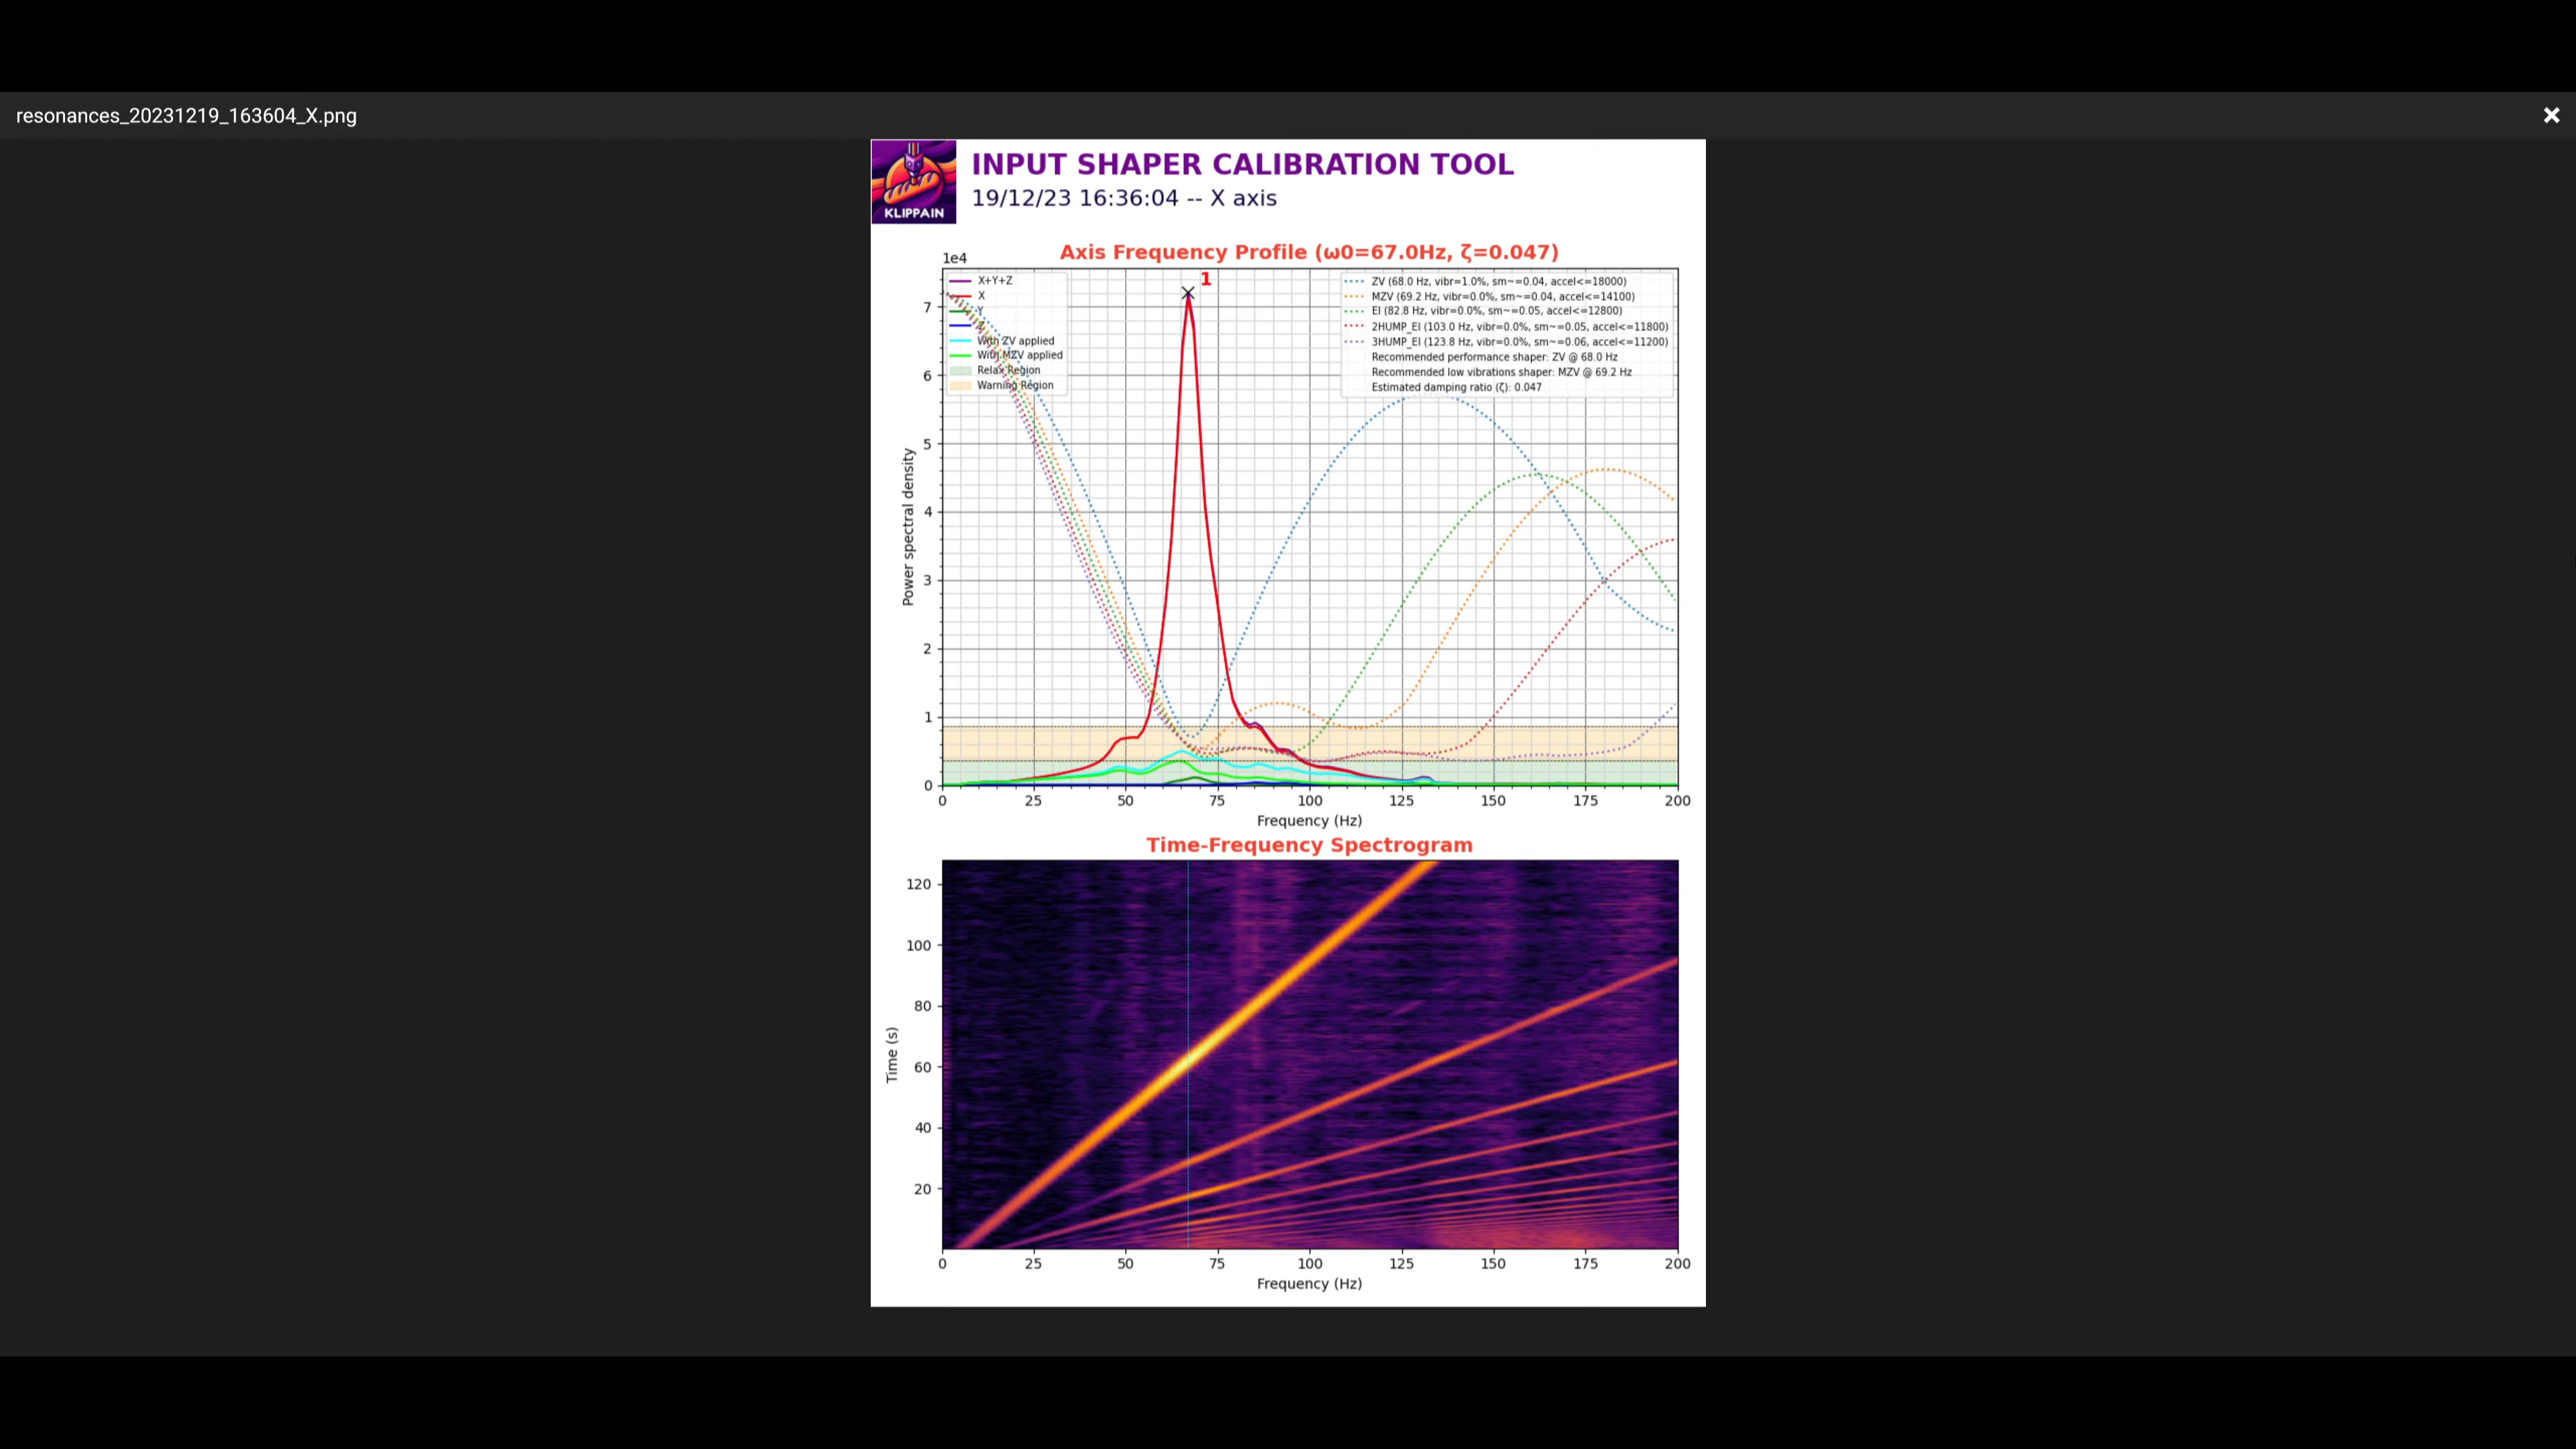 resonances_20231219_163604_X.png
INPUT SHAPER CALIBRATION TOOL
19/12/23 16:36:04 -- X axis
KLIPPAIN
Axis Frequency Profile (ω0=67.0Hz, ζ=0.047)
1e4
1
X+Y+Z
X
Y
Z
With ZV applied
With MZV applied
Relax Region
Warning Region
ZV (68.0 Hz, vibr=1.0%, sm~=0.04, accel<=18000)
MZV (69.2 Hz, vibr=0.0%, sm~=0.04, accel<=14100)
EI (82.8 Hz, vibr=0.0%, sm~=0.05, accel<=12800)
2HUMP_EI (103.0 Hz, vibr=0.0%, sm~=0.05, accel<=11800)
3HUMP_EI (123.8 Hz, vibr=0.0%, sm~=0.06, accel<=11200)
Recommended performance shaper: ZV @ 68.0 Hz
Recommended low vibrations shaper: MZV @ 69.2 Hz
Estimated damping ratio (ζ): 0.047
Power spectral density
7
6
5
4
3
2
1
0
0 25 50 75 100 125 150 175 200
Frequency (Hz)
Time-Frequency Spectrogram
Time (s)
120
100
80
60
40
20
0 25 50 75 100 125 150 175 200
Frequency (Hz)